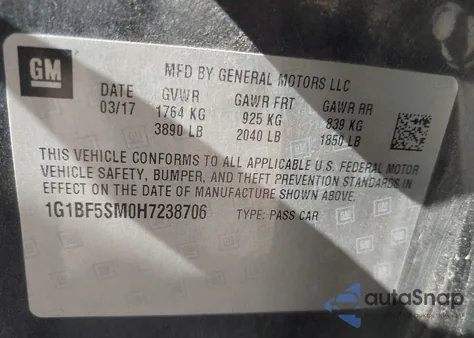 GM
MFD BY GENERAL MOTORS LLC
DATE GVWR GAWR FRT GAWR RR
03/17 1764 KG 925 KG 839 KG
3890 LB 2040 LB 1850 LB
THIS VEHICLE CONFORMS TO ALL APPLICABLE U.S. FEDERAL MOTOR
VEHICLE SAFETY, BUMPER, AND THEFT PREVENTION STANDARDS IN
EFFECT ON THE DATE OF MANUFACTURE SHOWN ABOVE.
1G1BF5SM0H7238706 TYPE: PASS CAR
autoSnap